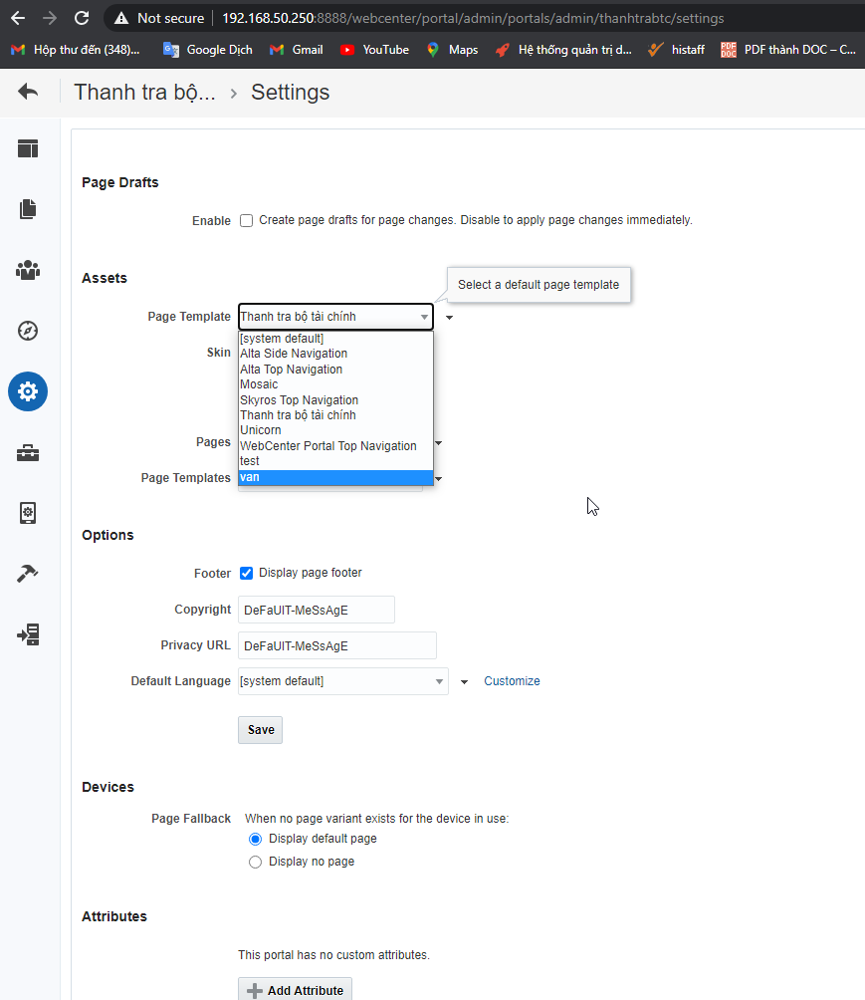 Not secure
192.168.50.250:8888/webcenter/portal/admin/portals/admin/thanhtrabtc/settings
Hộp thư đến (348)...
Google Dịch
Gmail
YouTube
Maps
Hệ thống quản trị d...
histaff
PDF DOC
PDF thành DOC – C...
Thanh tra bộ... › Settings
Page Drafts
Enable
Create page drafts for page changes. Disable to apply page changes immediately.
Assets
Select a default page template
Page Template
Thanh tra bộ tài chính
[system default]
Skin
Alta Side Navigation
Alta Top Navigation
Mosaic
Skyros Top Navigation
Thanh tra bộ tài chính
Unicorn
Pages
WebCenter Portal Top Navigation
test
Page Templates
van
Options
Footer
Display page footer
Copyright
DeFaUlT-MeSsAgE
Privacy URL
DeFaUlT-MeSsAgE
Default Language
[system default]
Customize
Save
Devices
Page Fallback
When no page variant exists for the device in use:
Display default page
Display no page
Attributes
This portal has no custom attributes.
Add Attribute